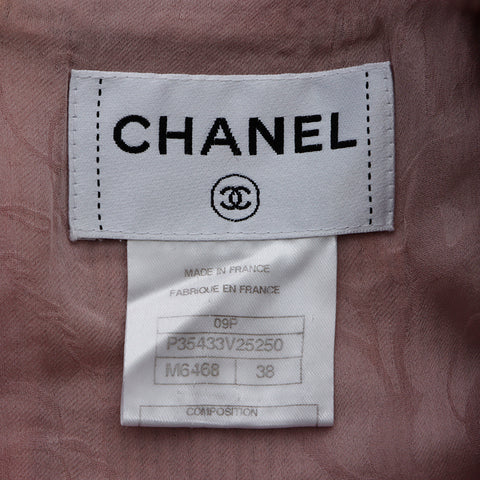 CHANEL
MADE IN FRANCE
FABRIQUE EN FRANCE
09P
P35433V25250
M6468 38
COMPOSITION